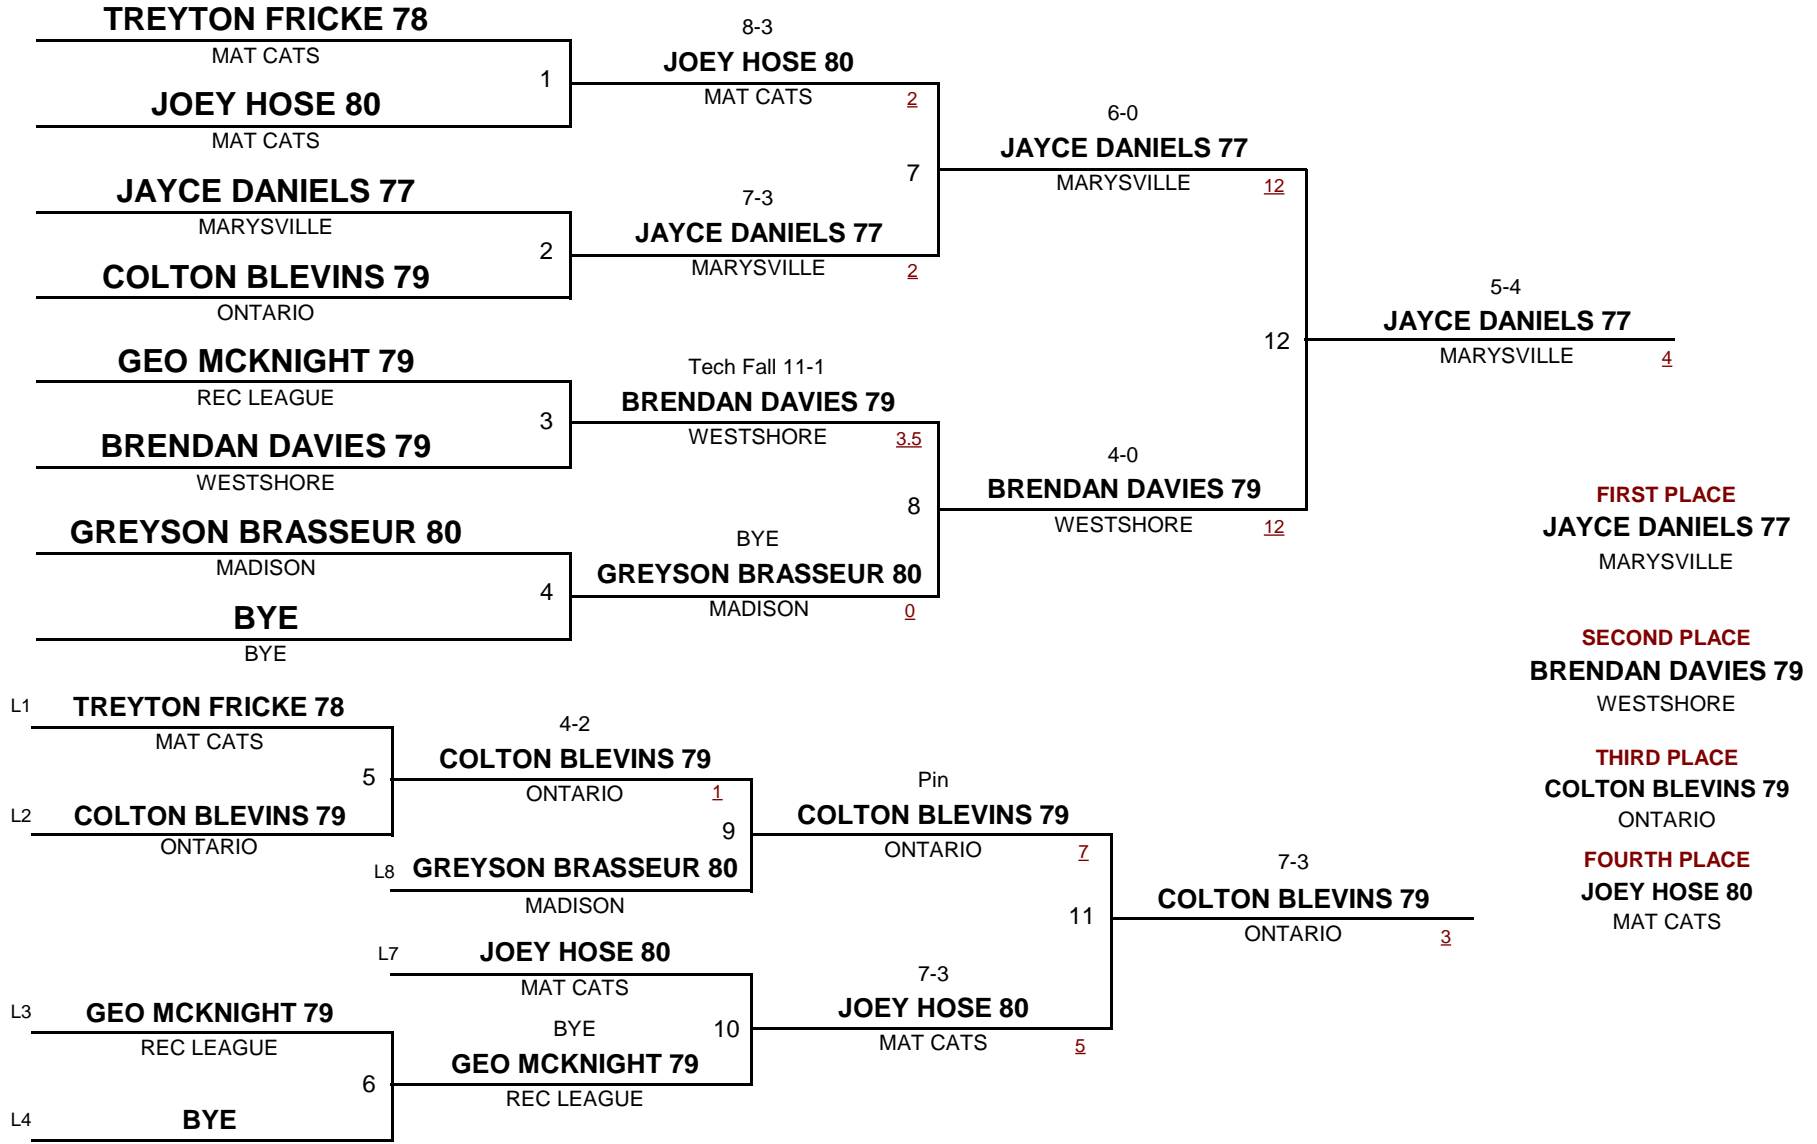 TREYTON FRICKE 78
MAT CATS
1
JOEY HOSE 80
MAT CATS
8-3
JOEY HOSE 80
MAT CATS 2
JAYCE DANIELS 77
MARYSVILLE
2
COLTON BLEVINS 79
ONTARIO
7-3
JAYCE DANIELS 77
MARYSVILLE 2
7
6-0
JAYCE DANIELS 77
MARYSVILLE 12
GEO MCKNIGHT 79
REC LEAGUE
3
BRENDAN DAVIES 79
WESTSHORE
Tech Fall 11-1
BRENDAN DAVIES 79
WESTSHORE 3.5
GREYSON BRASSEUR 80
MADISON
4
BYE
BYE
BYE
GREYSON BRASSEUR 80
MADISON 0
8
4-0
BRENDAN DAVIES 79
WESTSHORE 12
12
5-4
JAYCE DANIELS 77
MARYSVILLE 4
FIRST PLACE
JAYCE DANIELS 77
MARYSVILLE
SECOND PLACE
BRENDAN DAVIES 79
WESTSHORE
THIRD PLACE
COLTON BLEVINS 79
ONTARIO
FOURTH PLACE
JOEY HOSE 80
MAT CATS
L1 TREYTON FRICKE 78
MAT CATS
5
L2 COLTON BLEVINS 79
ONTARIO
4-2
COLTON BLEVINS 79
ONTARIO 1
9
L8 GREYSON BRASSEUR 80
MADISON
Pin
COLTON BLEVINS 79
ONTARIO 7
L7 JOEY HOSE 80
MAT CATS
10
L3 GEO MCKNIGHT 79
REC LEAGUE
6
L4 BYE
BYE
GEO MCKNIGHT 79
REC LEAGUE
7-3
JOEY HOSE 80
MAT CATS 5
11
7-3
COLTON BLEVINS 79
ONTARIO 3